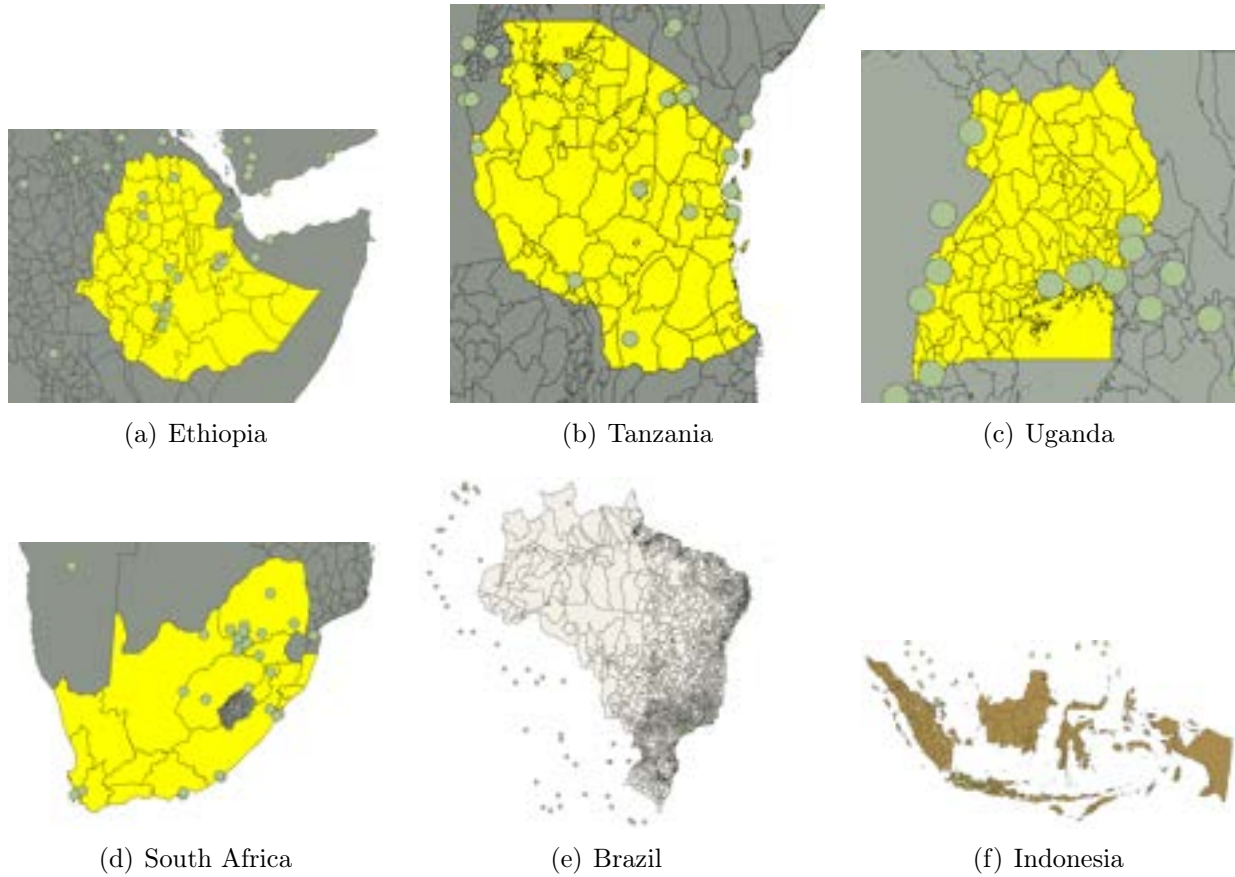 (a) Ethiopia
(b) Tanzania
(c) Uganda
(d) South Africa
(e) Brazil
(f) Indonesia